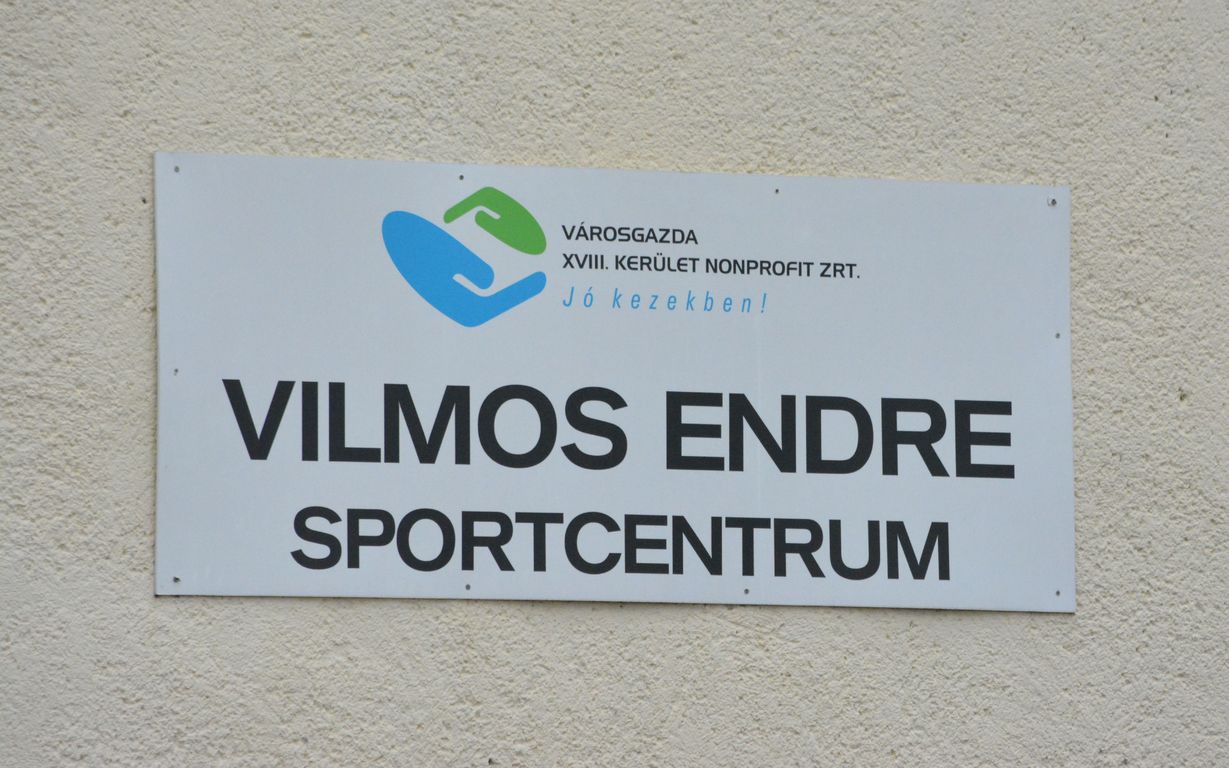 VÁROSGAZDA
XVIII. KERÜLET NONPROFIT ZRT.
Jó kezekben!
VILMOS ENDRE
SPORTCENTRUM